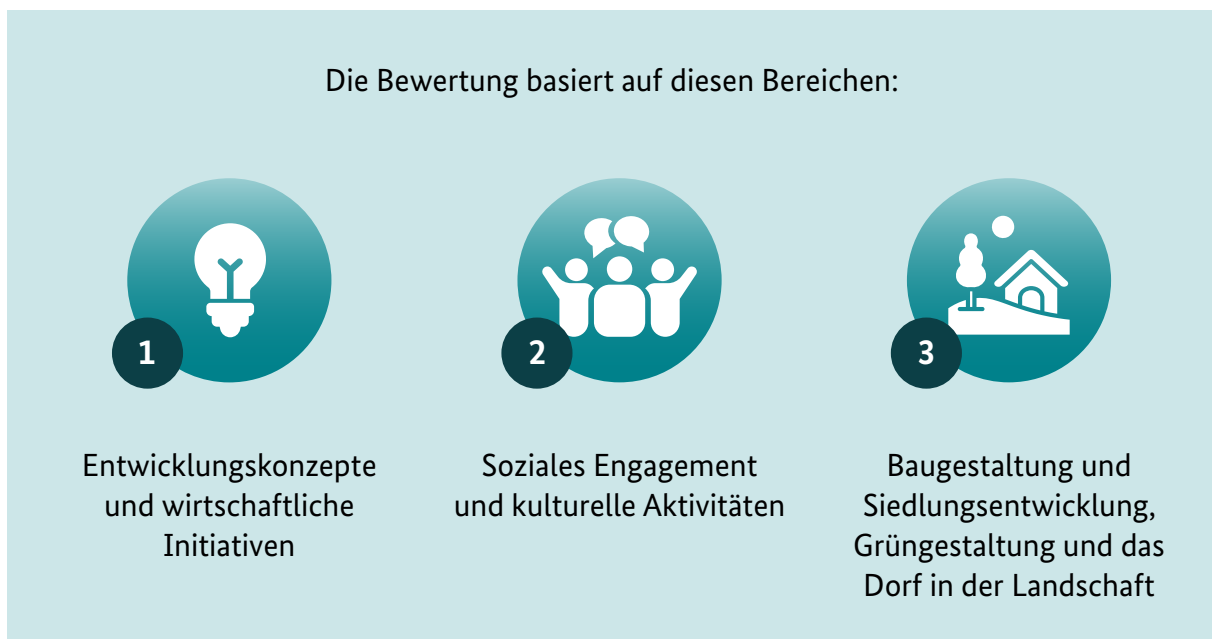 Die Bewertung basiert auf diesen Bereichen:
1
Entwicklungskonzepte
und wirtschaftliche
Initiativen
2
Soziales Engagement
und kulturelle Aktivitäten
3
Baugestaltung und
Siedlungsentwicklung,
Grüngestaltung und das
Dorf in der Landschaft